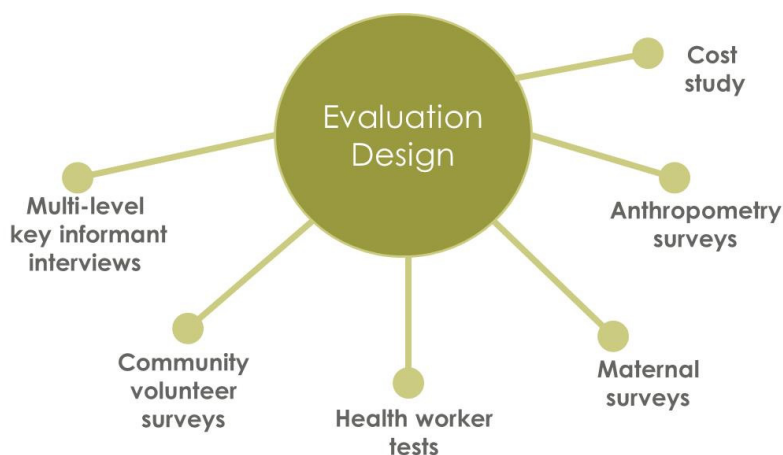 Evaluation
Design
Cost
study
Anthropometry
surveys
Maternal
surveys
Health worker
tests
Community
volunteer
surveys
Multi-level
key informant
interviews